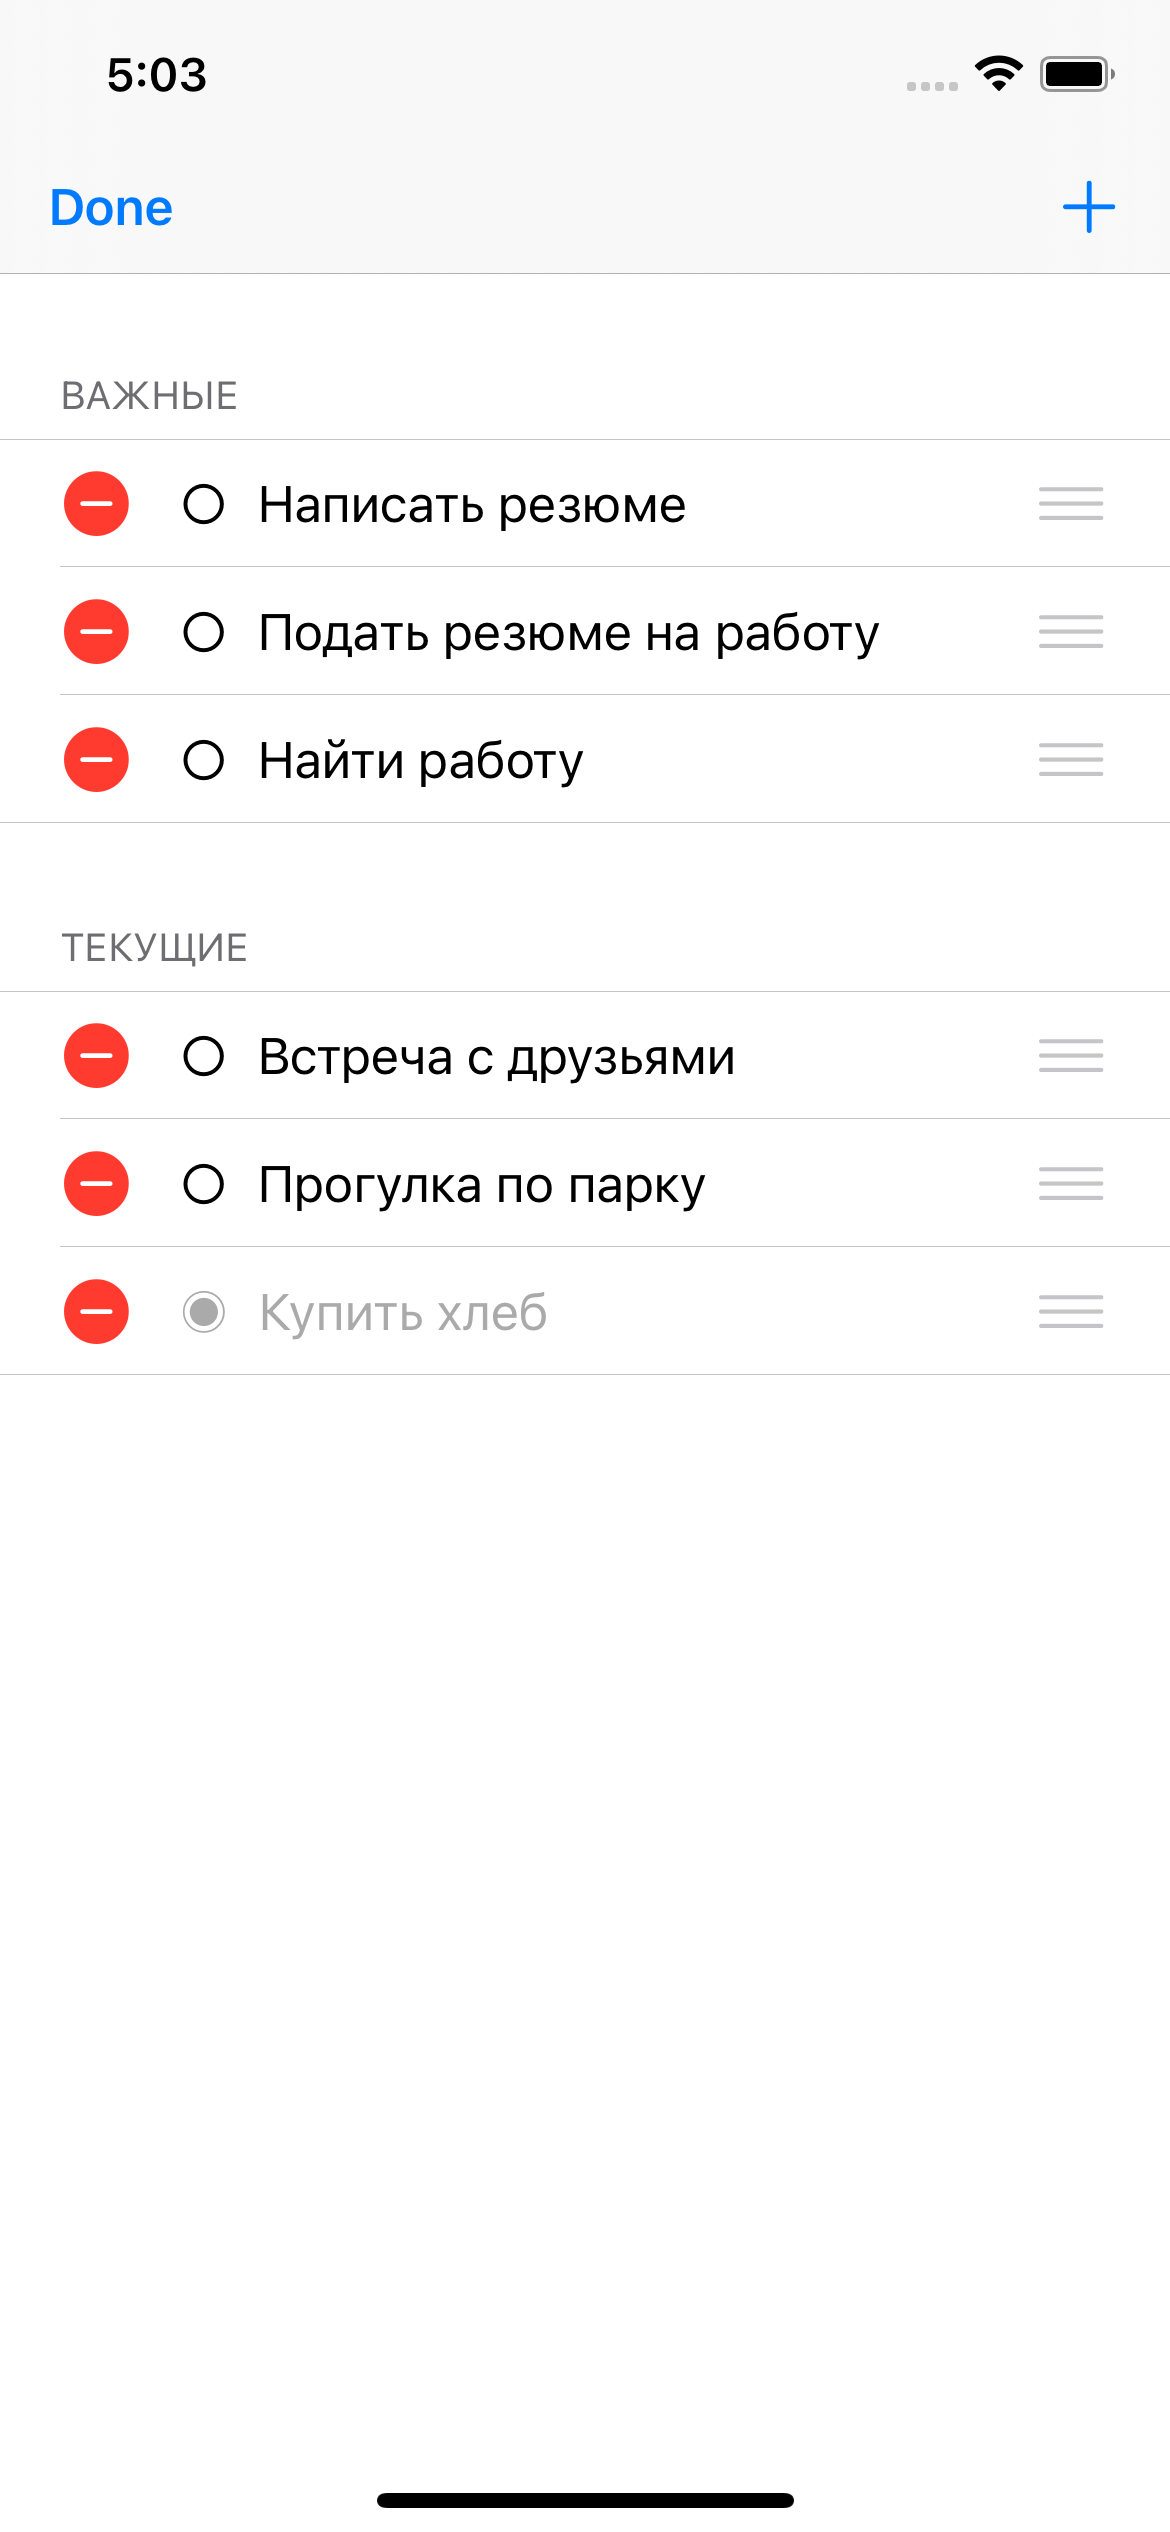 5:03
Done
ВАЖНЫЕ
Написать резюме
Подать резюме на работу
Найти работу
ТЕКУЩИЕ
Встреча с друзьями
Прогулка по парку
Купить хлеб